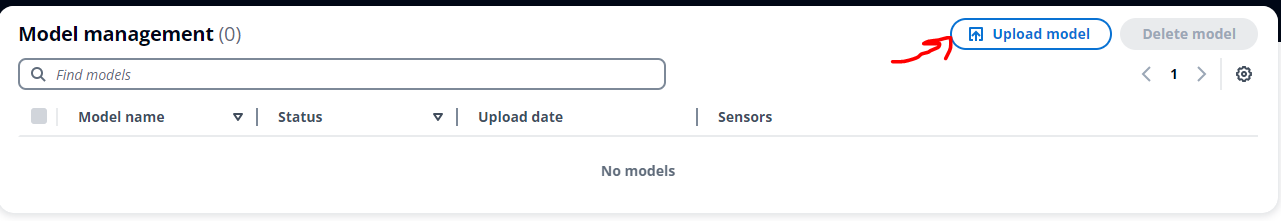 Model management (0)
Upload model
Delete model
Find models
1
Model name
Status
Upload date
Sensors
No models